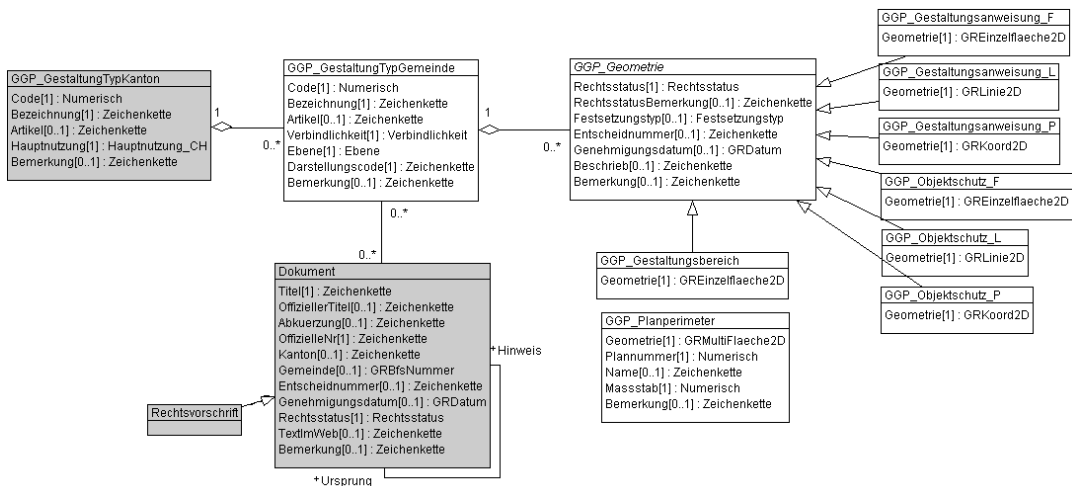 GGP_GestaltungTypKanton
Code[1] : Numerisch
Bezeichnung[1] : Zeichenkette
Artikel[0..1] : Zeichenkette
Hauptnutzung[1] : Hauptnutzung_CH
Bemerkung[0..1] : Zeichenkette
1
0..*
GGP_GestaltungTypGemeinde
Code[1] : Numerisch
Bezeichnung[1] : Zeichenkette
Artikel[0..1] : Zeichenkette
Verbindlichkeit[1] : Verbindlichkeit
Ebene[1] : Ebene
Darstellungscode[1] : Zeichenkette
Bemerkung[0..1] : Zeichenkette
1
0..*
0..*
0..*
GGP_Geometrie
Rechtsstatus[1] : Rechtsstatus
RechtsstatusBemerkung[0..1] : Zeichenkette
Festsetzungstyp[0..1] : Festsetzungstyp
Entscheidnummer[0..1] : Zeichenkette
Genehmigungsdatum[0..1] : GRDatum
Beschrieb[0..1] : Zeichenkette
Bemerkung[0..1] : Zeichenkette
GGP_Gestaltungsanweisung_F
Geometrie[1] : GREinzelflaeche2D
GGP_Gestaltungsanweisung_L
Geometrie[1] : GRLinie2D
GGP_Gestaltungsanweisung_P
Geometrie[1] : GRKoord2D
GGP_Objektschutz_F
Geometrie[1] : GREinzelflaeche2D
GGP_Objektschutz_L
Geometrie[1] : GRLinie2D
GGP_Objektschutz_P
Geometrie[1] : GRKoord2D
GGP_Gestaltungsbereich
Geometrie[1] : GREinzelflaeche2D
GGP_Planperimeter
Geometrie[1] : GRMultiFlaeche2D
Plannummer[1] : Numerisch
Name[0..1] : Zeichenkette
Massstab[1] : Numerisch
Bemerkung[0..1] : Zeichenkette
Dokument
Titel[1] : Zeichenkette
OffiziellerTitel[0..1] : Zeichenkette
Abkuerzung[0..1] : Zeichenkette
OffizielleNr[1] : Zeichenkette
Kanton[0..1] : Zeichenkette
Gemeinde[0..1] : GRBfsNummer
Entscheidnummer[0..1] : Zeichenkette
Genehmigungsdatum[0..1] : GRDatum
Rechtsstatus[1] : Rechtsstatus
TextImWeb[0..1] : Zeichenkette
Bemerkung[0..1] : Zeichenkette
+Hinweis
+Ursprung
Rechtsvorschrift